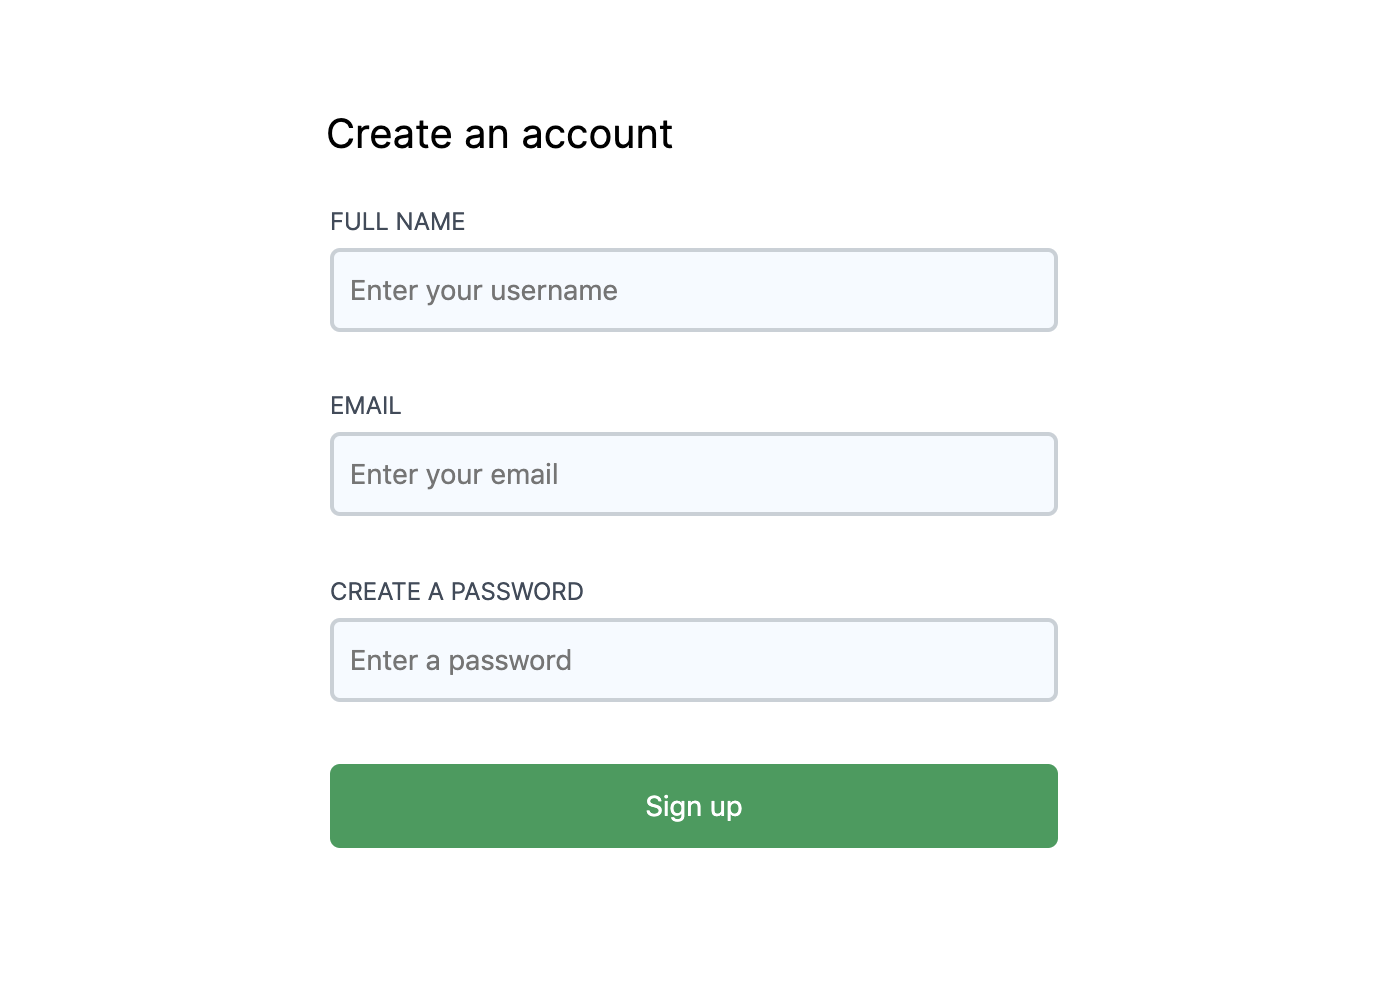 Create an account
FULL NAME
Enter your username
EMAIL
Enter your email
CREATE A PASSWORD
Enter a password
Sign up